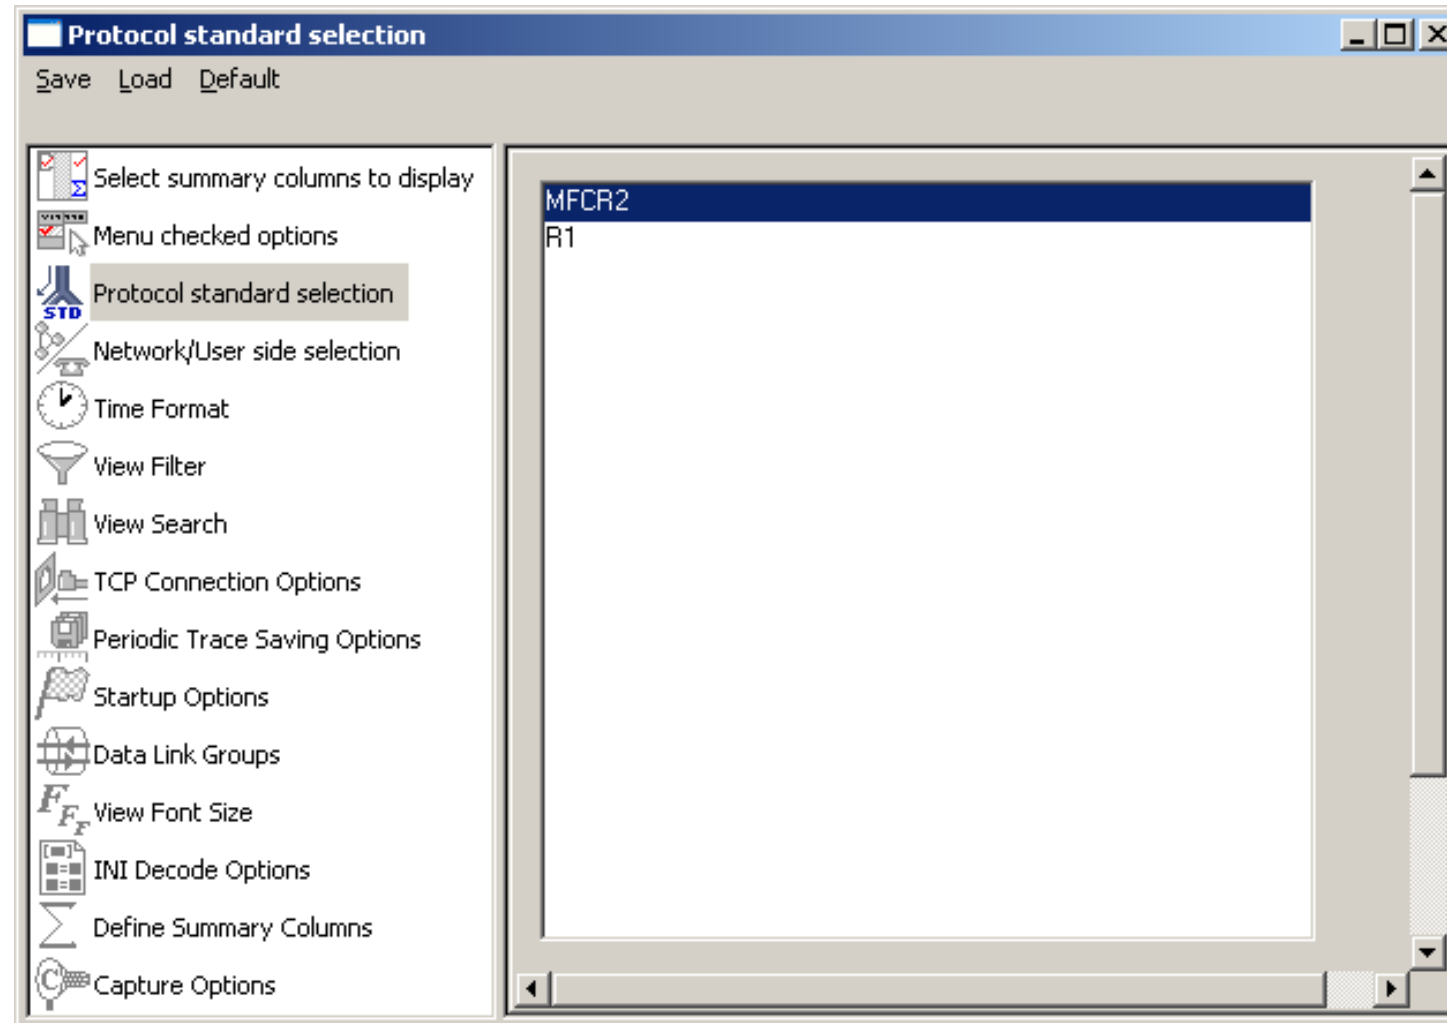 Protocol standard selection
Save Load Default
Select summary columns to display
Menu checked options
STD
Protocol standard selection
Network/User side selection
Time Format
View Filter
View Search
TCP Connection Options
Periodic Trace Saving Options
Startup Options
Data Link Groups
View Font Size
INI Decode Options
Define Summary Columns
Capture Options
MFCR2
R1